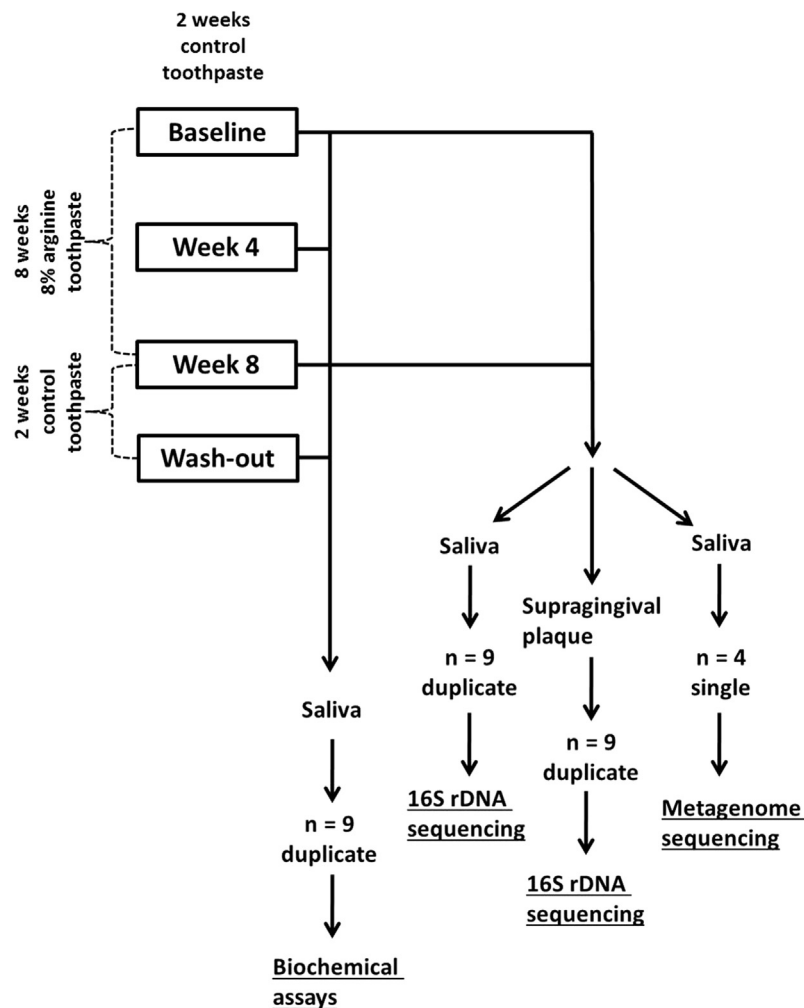 2 weeks
control
toothpaste
Baseline
8 weeks
8% arginine
toothpaste
Week 4
Week 8
2 weeks
control
toothpaste
Wash-out
Saliva
n = 9
duplicate
Biochemical
assays
Saliva
n = 9
duplicate
16S rDNA
sequencing
Supragingival
plaque
n = 9
duplicate
16S rDNA
sequencing
Saliva
n = 4
single
Metagenome
sequencing